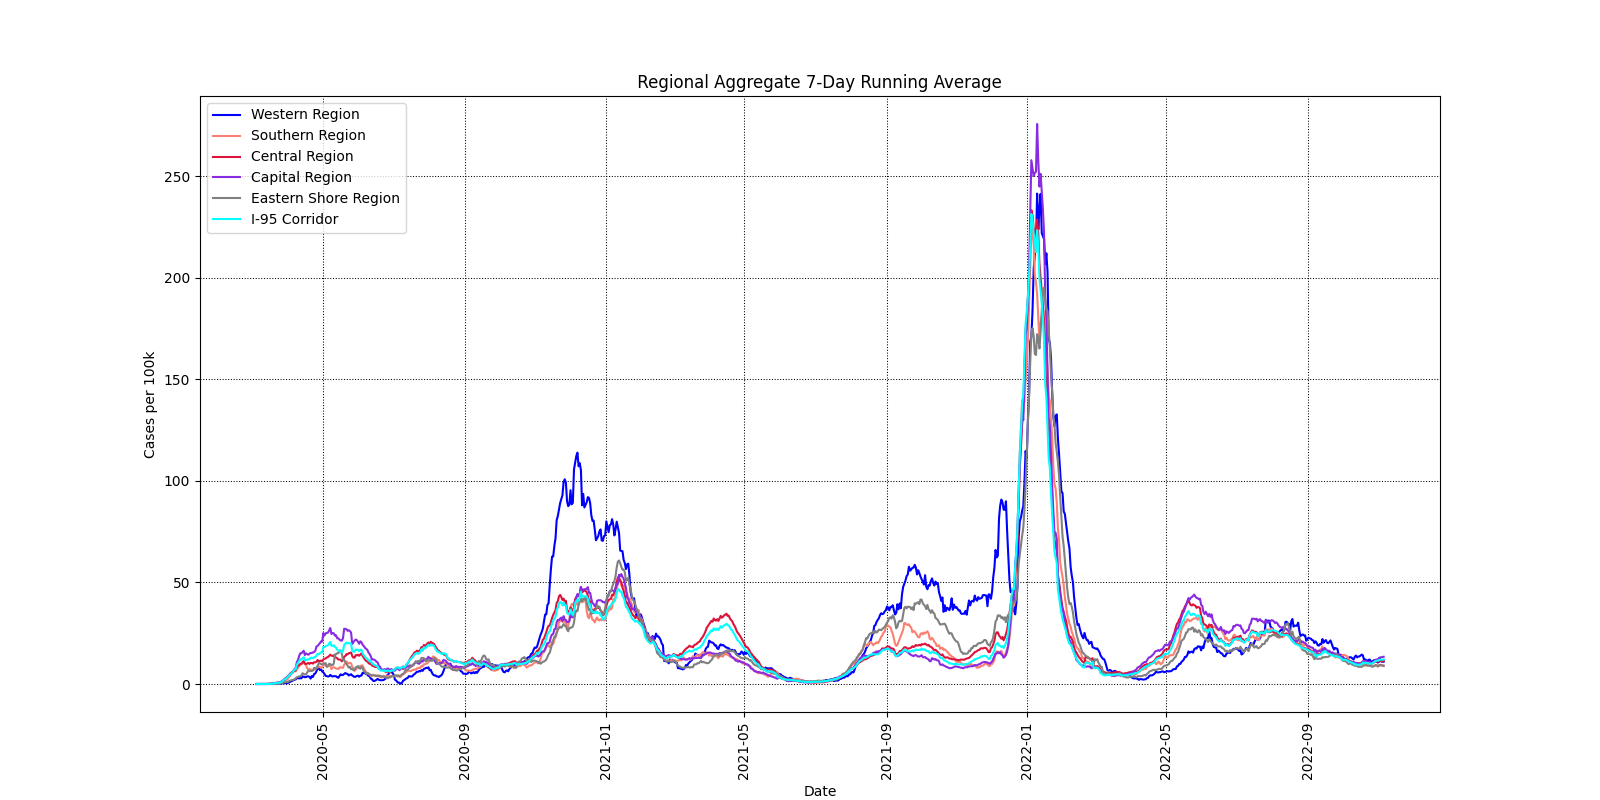 Regional Aggregate 7-Day Running Average
Western Region
Southern Region
Central Region
Capital Region
Eastern Shore Region
I-95 Corridor
Cases per 100k
250
200
150
100
50
0
2020-05
2020-09
2021-01
2021-05
2021-09
2022-01
2022-05
2022-09
Date